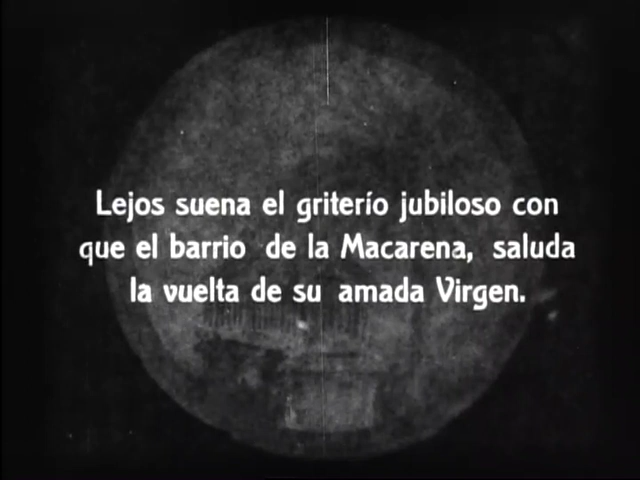 Lejos suena el griterío jubiloso con
que el barrio de la Macarena, saluda
la vuelta de su amada Virgen.